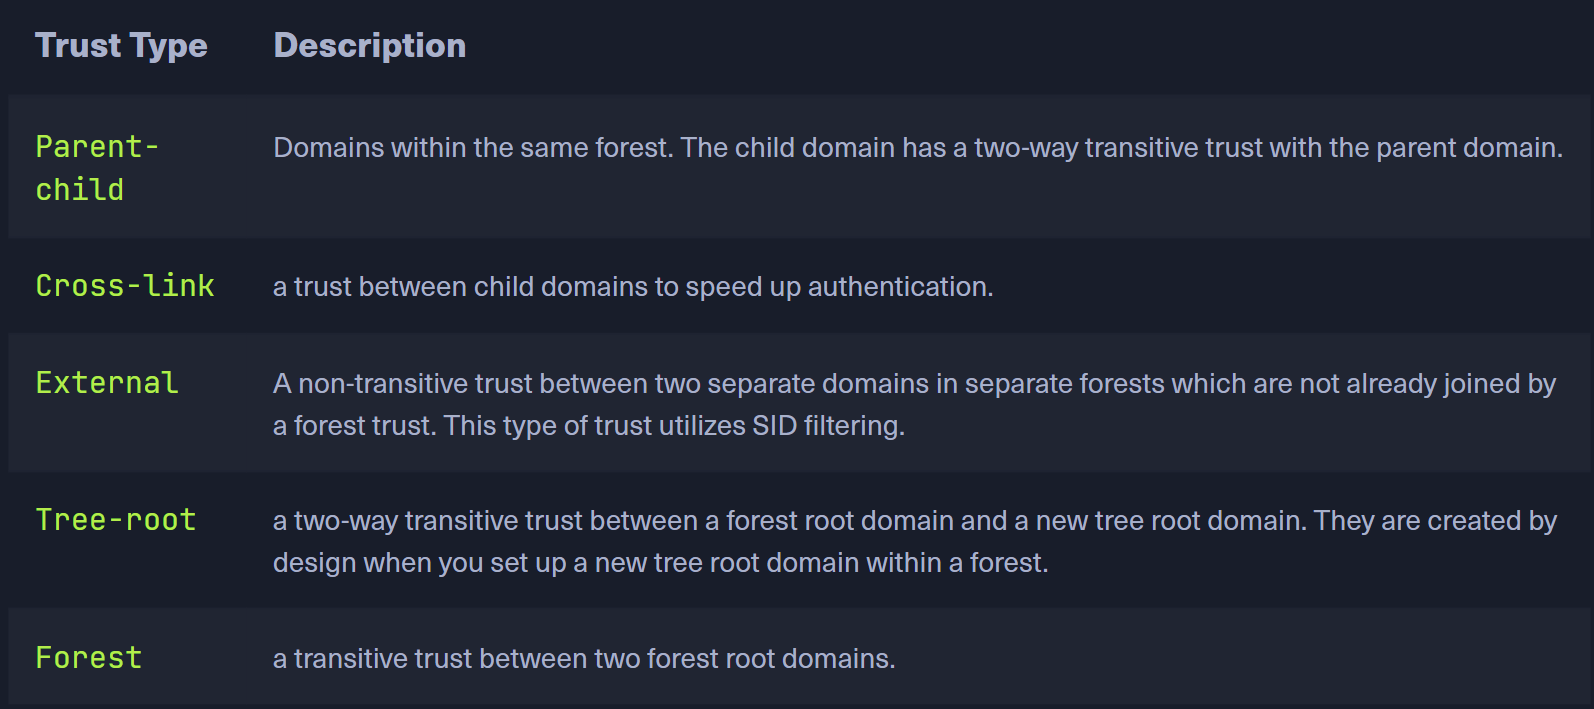 Trust Type Description
Parent- Domains within the same forest. The child domain has a two-way transitive trust with the parent domain.
child
Cross-link a trust between child domains to speed up authentication.
External A non-transitive trust between two separate domains in separate forests which are not already joined by
a forest trust. This type of trust utilizes SID filtering.
Tree-root a two-way transitive trust between a forest root domain and a new tree root domain. They are created by
design when you set up a new tree root domain within a forest.
Forest a transitive trust between two forest root domains.